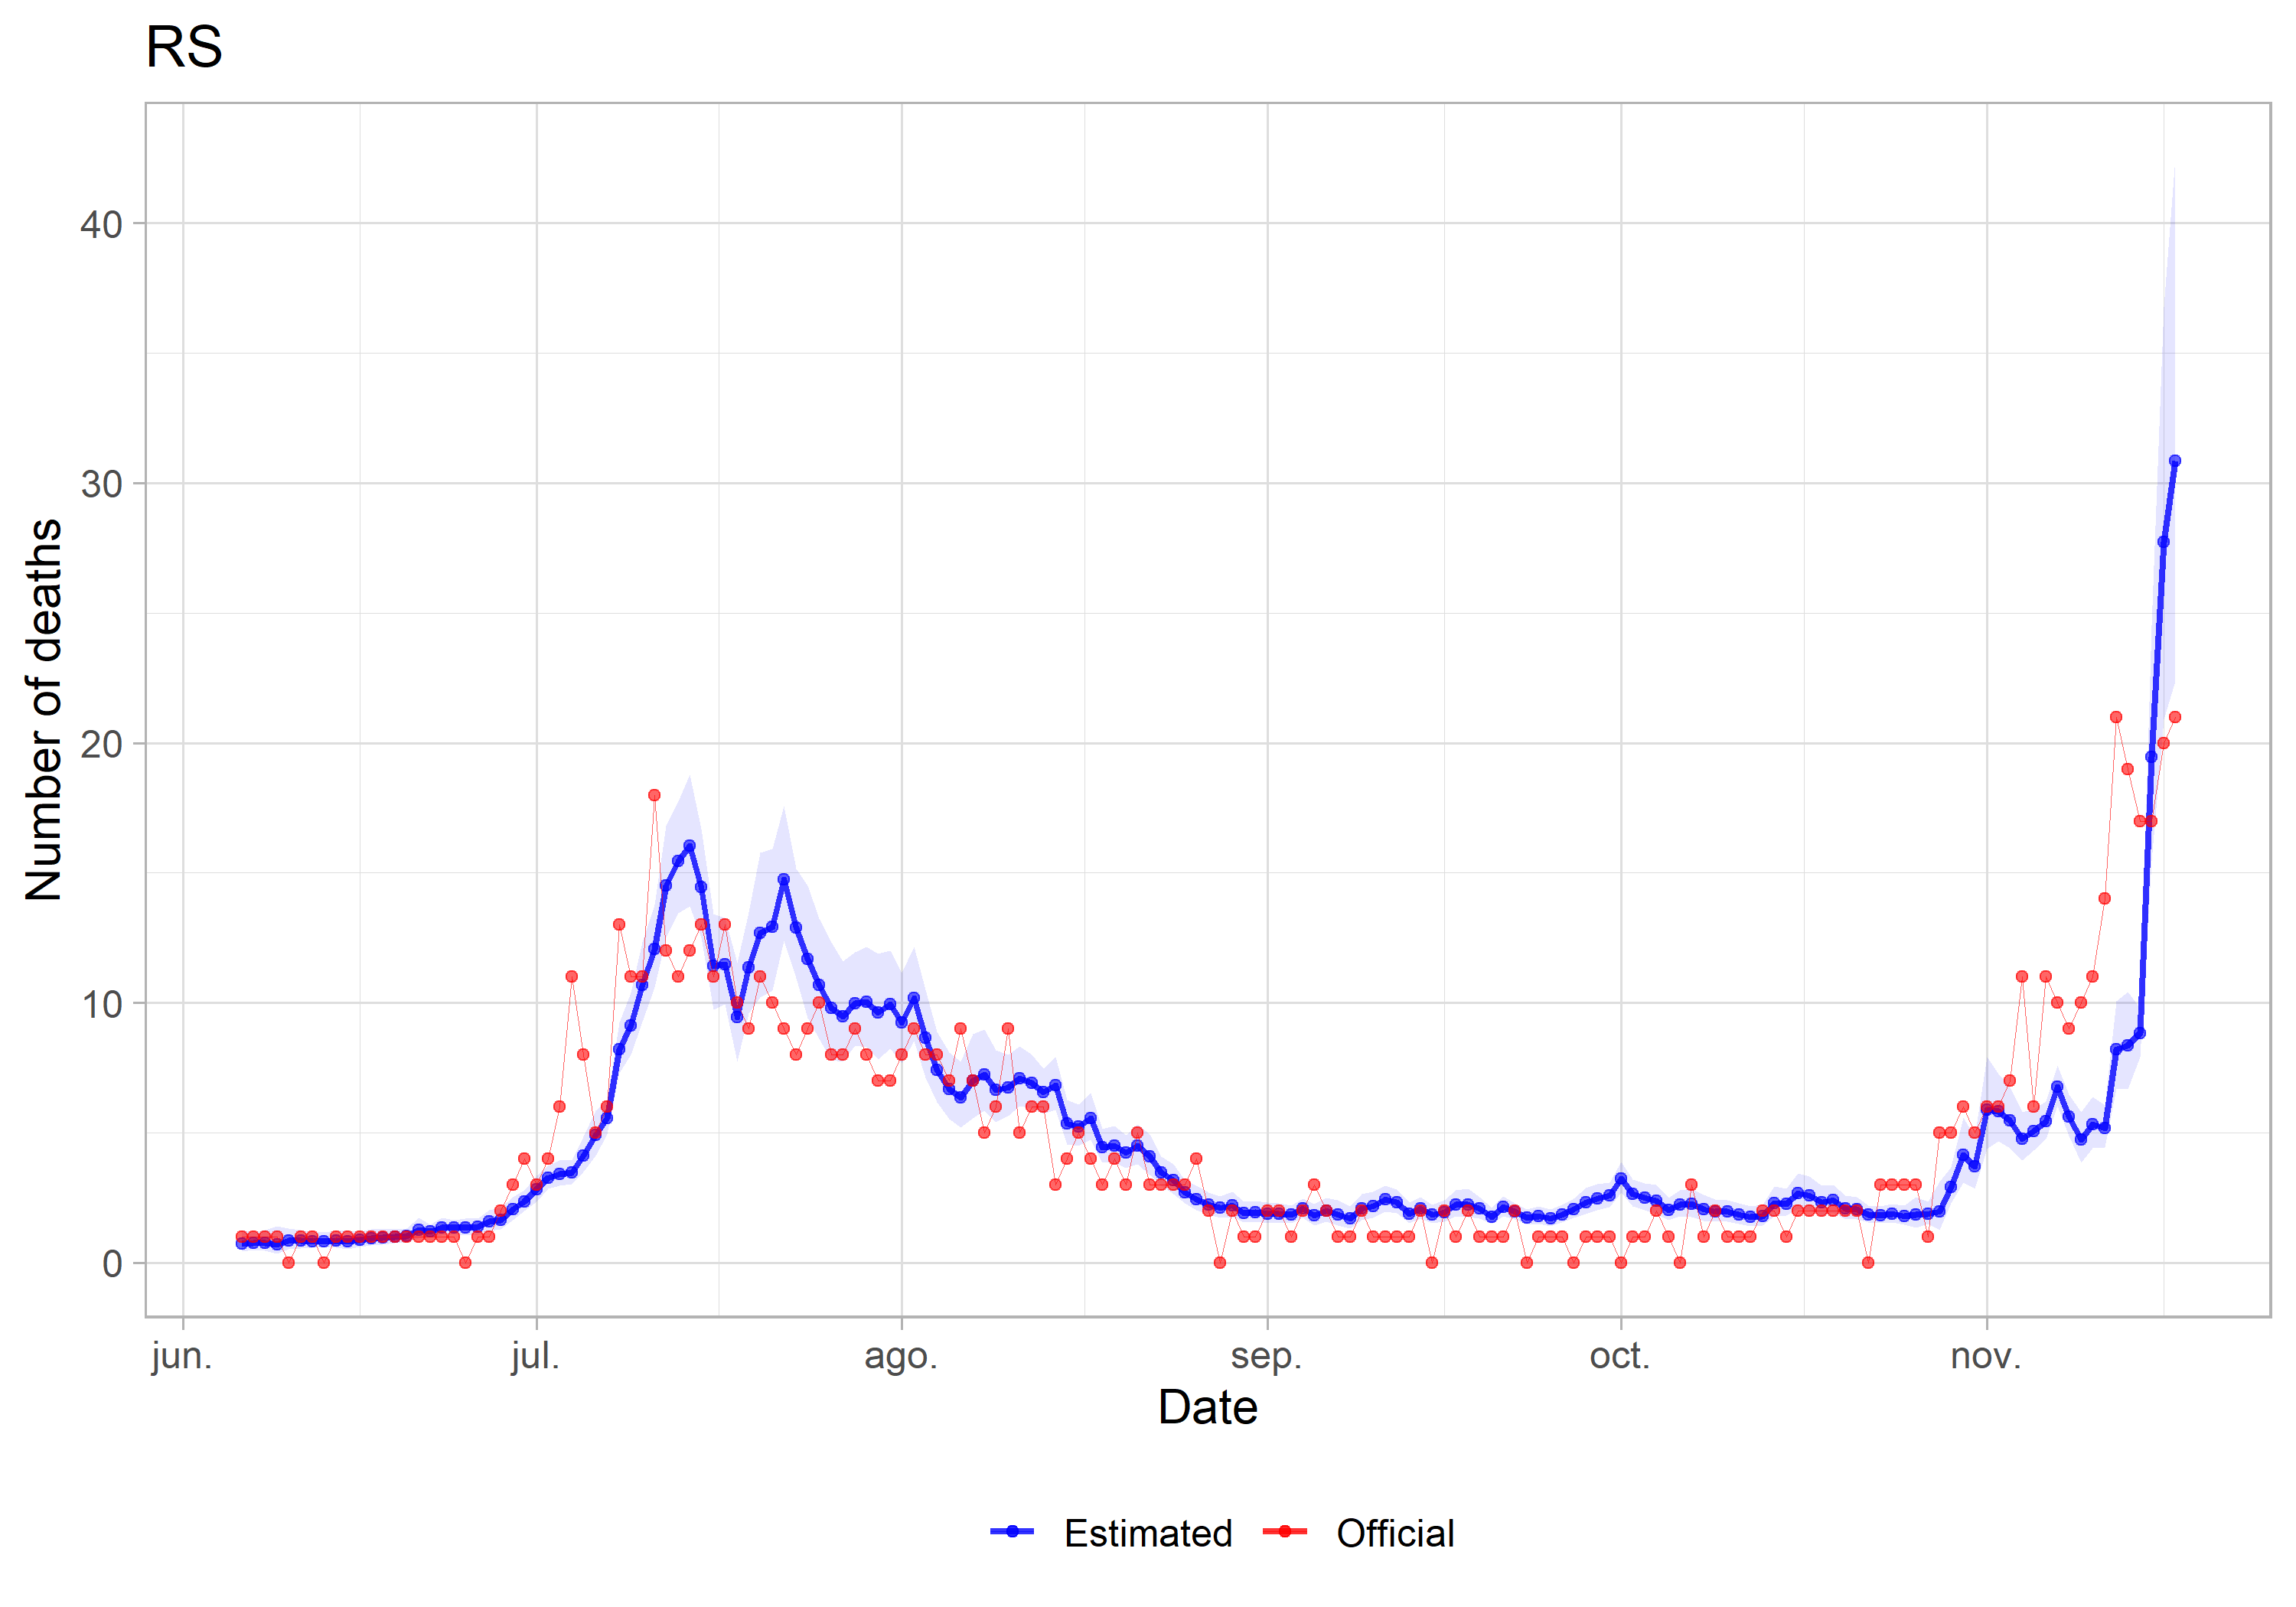 RS
Number of deaths
40
30
20
10
0
jun. jul. ago. sep. oct. nov.
Date
Estimated Official